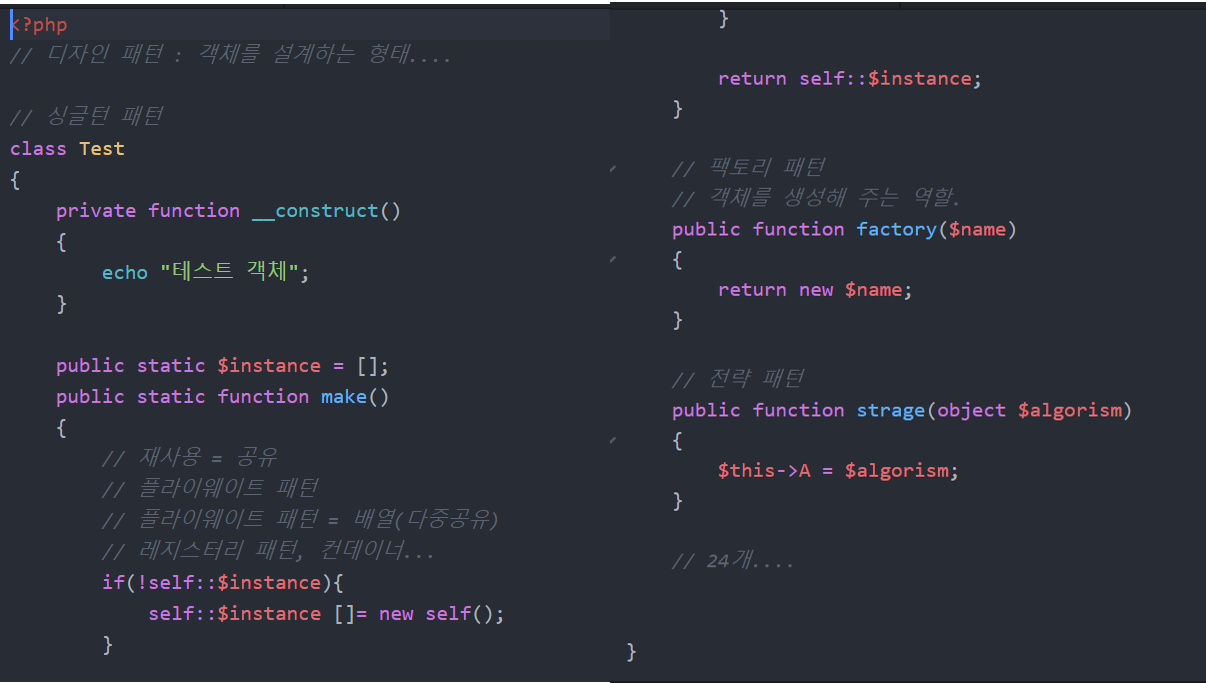 <?php
// 디자인 패턴 : 객체를 설계하는 형태....
// 싱글턴 패턴
class Test
{
private function __construct()
{
echo "테스트 객체";
}
public static $instance = [];
public static function make()
{
// 재사용 = 공유
// 플라이웨이트 패턴
// 플라이웨이트 패턴 = 배열(다중공유)
// 레지스터리 패턴, 컨데이너...
if(!self::$instance){
self::$instance []= new self();
}
}
return self::$instance;
}
// 팩토리 패턴
// 객체를 생성해 주는 역할.
public function factory($name)
{
return new $name;
}
// 전략 패턴
public function strage(object $algorism)
{
$this->A = $algorism;
}
// 24개....
}